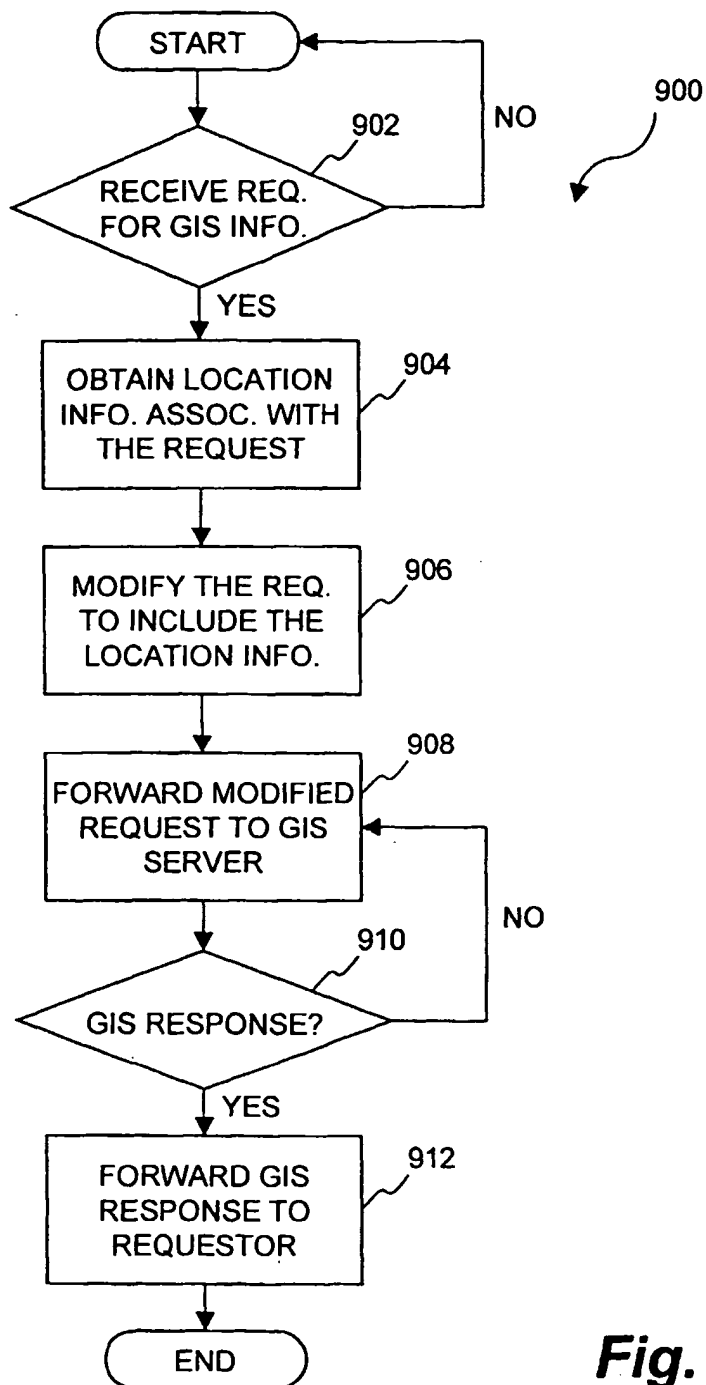 START
900
NO
902
RECEIVE REQ.
FOR GIS INFO.
YES
904
OBTAIN LOCATION
INFO. ASSOC. WITH
THE REQUEST
906
MODIFY THE REQ.
TO INCLUDE THE
LOCATION INFO.
908
FORWARD MODIFIED
REQUEST TO GIS
SERVER
NO
910
GIS RESPONSE?
YES
912
FORWARD GIS
RESPONSE TO
REQUESTOR
END
Fig.